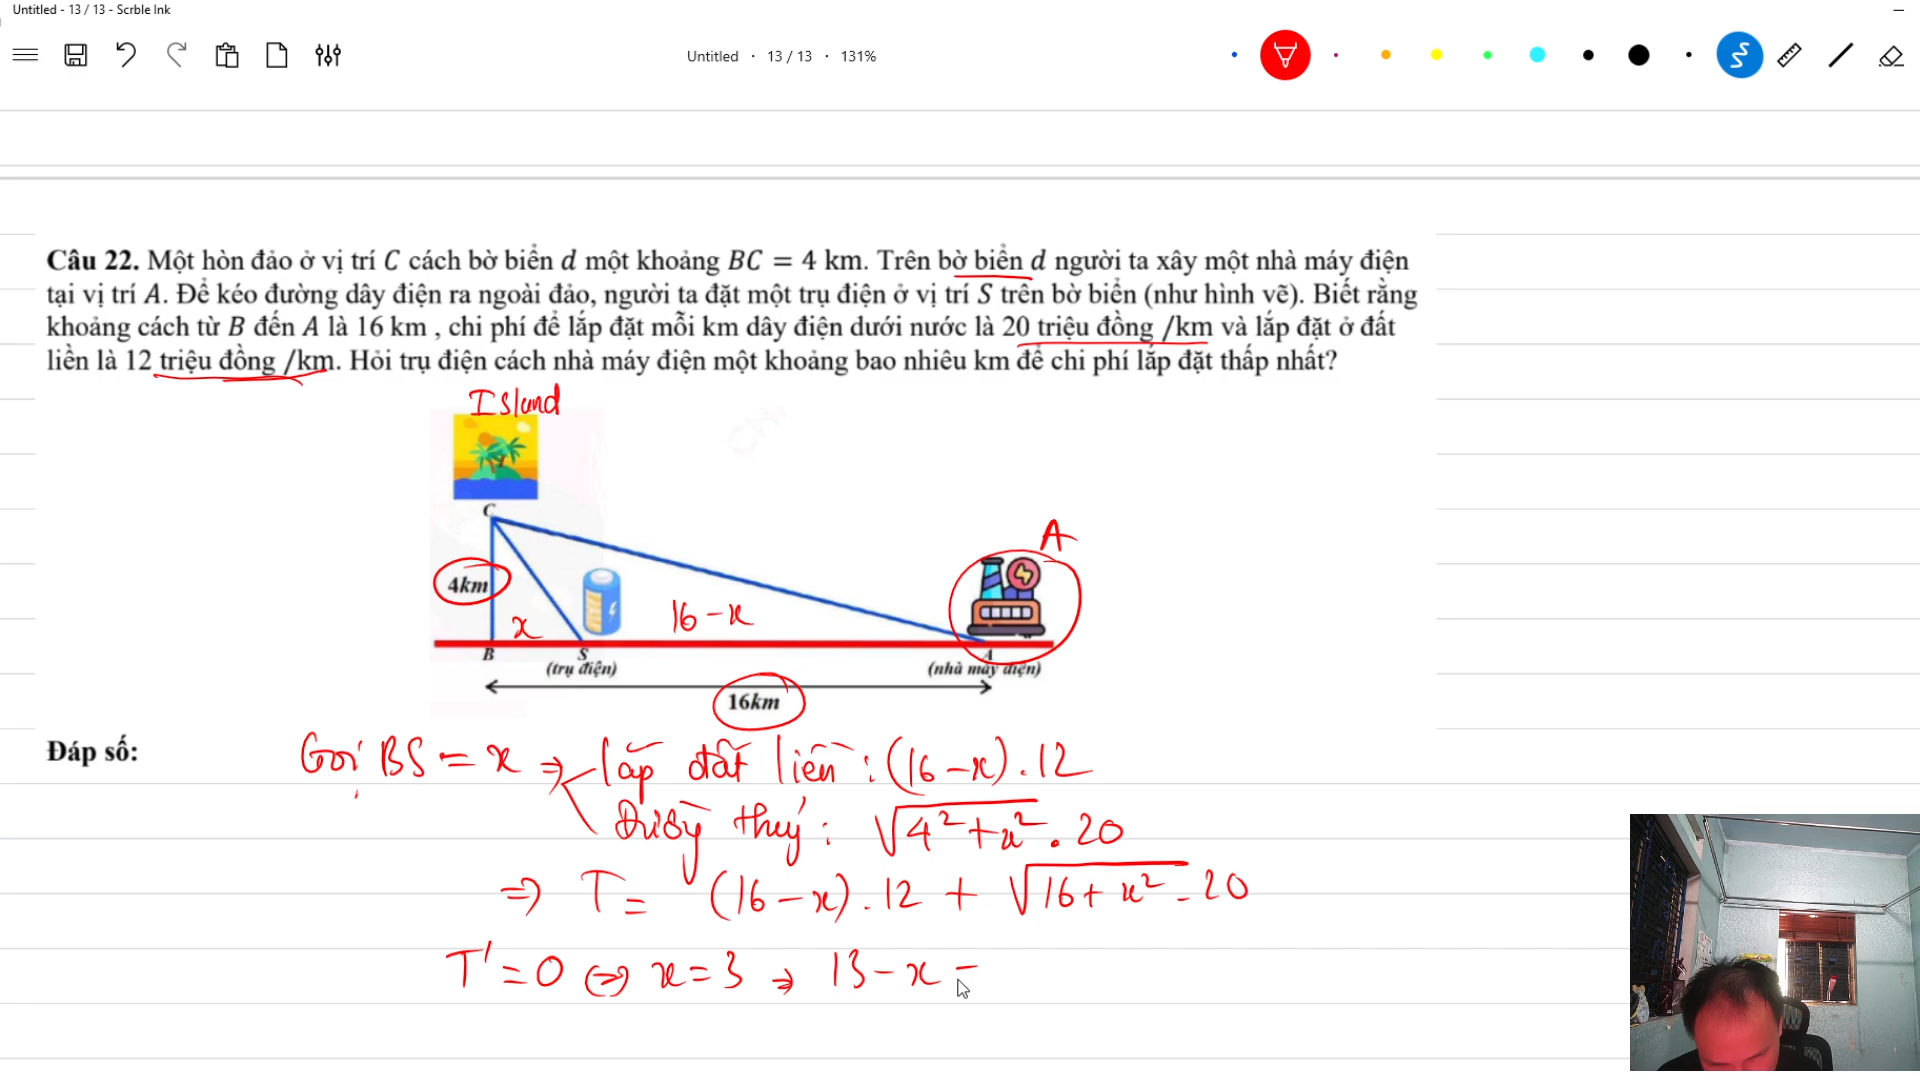 Untitled - 13 / 13 - Scrble Ink
Untitled · 13 / 13 · 131%
Câu 22. Một hòn đảo ở vị trí C cách bờ biển d một khoảng BC = 4 km. Trên bờ biển d người ta xây một nhà máy điện
tại vị trí A. Để kéo đường dây điện ra ngoài đảo, người ta đặt một trụ điện ở vị trí S trên bờ biển (như hình vẽ). Biết rằng
khoảng cách từ B đến A là 16 km , chi phí để lắp đặt mỗi km dây điện dưới nước là 20 triệu đồng /km và lắp đặt ở đất
liền là 12 triệu đồng /km. Hỏi trụ điện cách nhà máy điện một khoảng bao nhiêu km để chi phí lắp đặt thấp nhất?
Island
C
A
4km
x
16 - x
B
S
A
(trụ điện)
(nhà máy điện)
16km
Đáp số:
Gọi BS = x ⇒ lắp đất liền : (16 - x) . 12
: √4² + x² . 20
⇒ T = (16 - x) . 12 + √16 + x² . 20
T' = 0 ⇔ x = 3 ⇒ 13 - x =